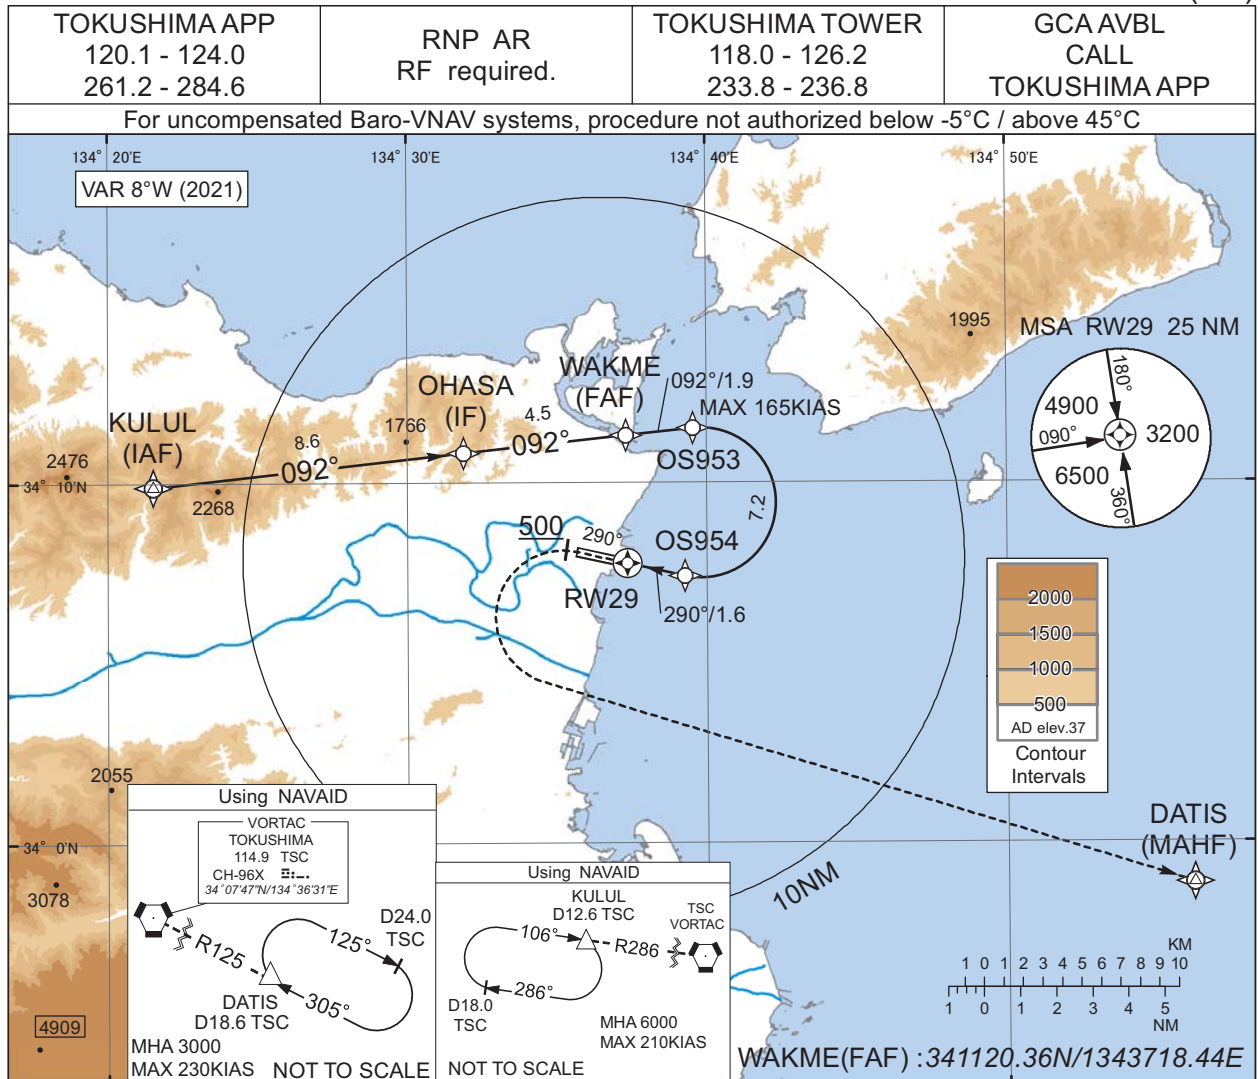 TOKUSHIMA APP
120.1 - 124.0
261.2 - 284.6
RNP AR
RF required.
TOKUSHIMA TOWER
118.0 - 126.2
233.8 - 236.8
GCA AVBL
CALL
TOKUSHIMA APP
For uncompensated Baro-VNAV systems, procedure not authorized below -5°C / above 45°C
134° 20'E
134° 30'E
134° 40'E
134° 50'E
VAR 8°W (2021)
1995
MSA RW29 25 NM
180°
4900
090°
3200
6500
360°
WAKME
(FAF)
092°/1.9
MAX 165KIAS
OHASA
(IF)
4.5
092°
KULUL
(IAF)
1766
8.6
092°
OS953
2476
34° 10'N
2268
7.2
500
290°
OS954
RW29
290°/1.6
2000
1500
1000
500
AD elev.37
Contour
Intervals
2055
DATIS
(MAHF)
34° 0'N
3078
10NM
4909
Using NAVAID
VORTAC
TOKUSHIMA
114.9 TSC
CH-96X
34°07'47"N/134°36'31"E
D24.0
TSC
125°
R125
305°
DATIS
D18.6 TSC
MHA 3000
MAX 230KIAS
NOT TO SCALE
Using NAVAID
KULUL
D12.6 TSC
TSC
VORTAC
106°
R286
286°
D18.0
TSC
MHA 6000
MAX 210KIAS
NOT TO SCALE
KM
1 0 1 2 3 4 5 6 7 8 9 10
1 0 1 2 3 4 5
NM
WAKME(FAF) :341120.36N/1343718.44E